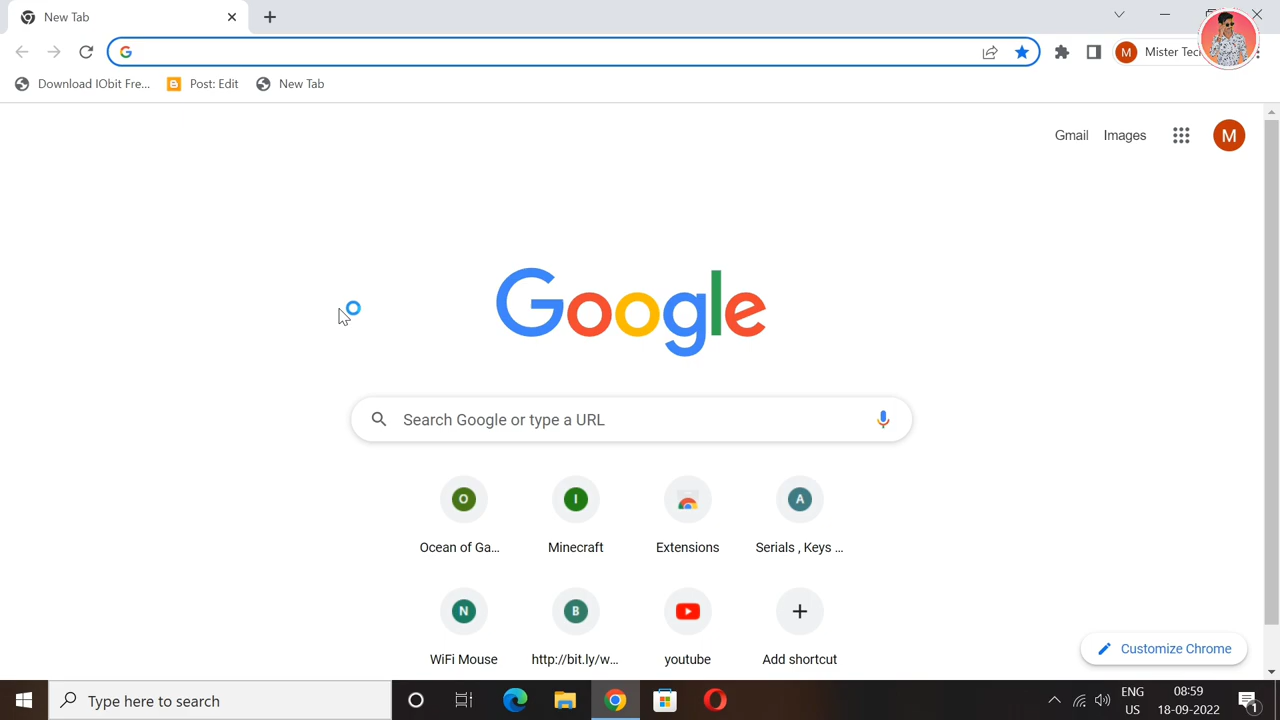 New Tab
G
M Mister Tec
Download IObit Fre...
Post: Edit
New Tab
Gmail
Images
M
Google
Search Google or type a URL
O
I
A
Ocean of Ga...
Minecraft
Extensions
Serials , Keys ...
N
B
WiFi Mouse
http://bit.ly/w...
youtube
Add shortcut
Customize Chrome
Type here to search
ENG
US
08:59
18-09-2022
1